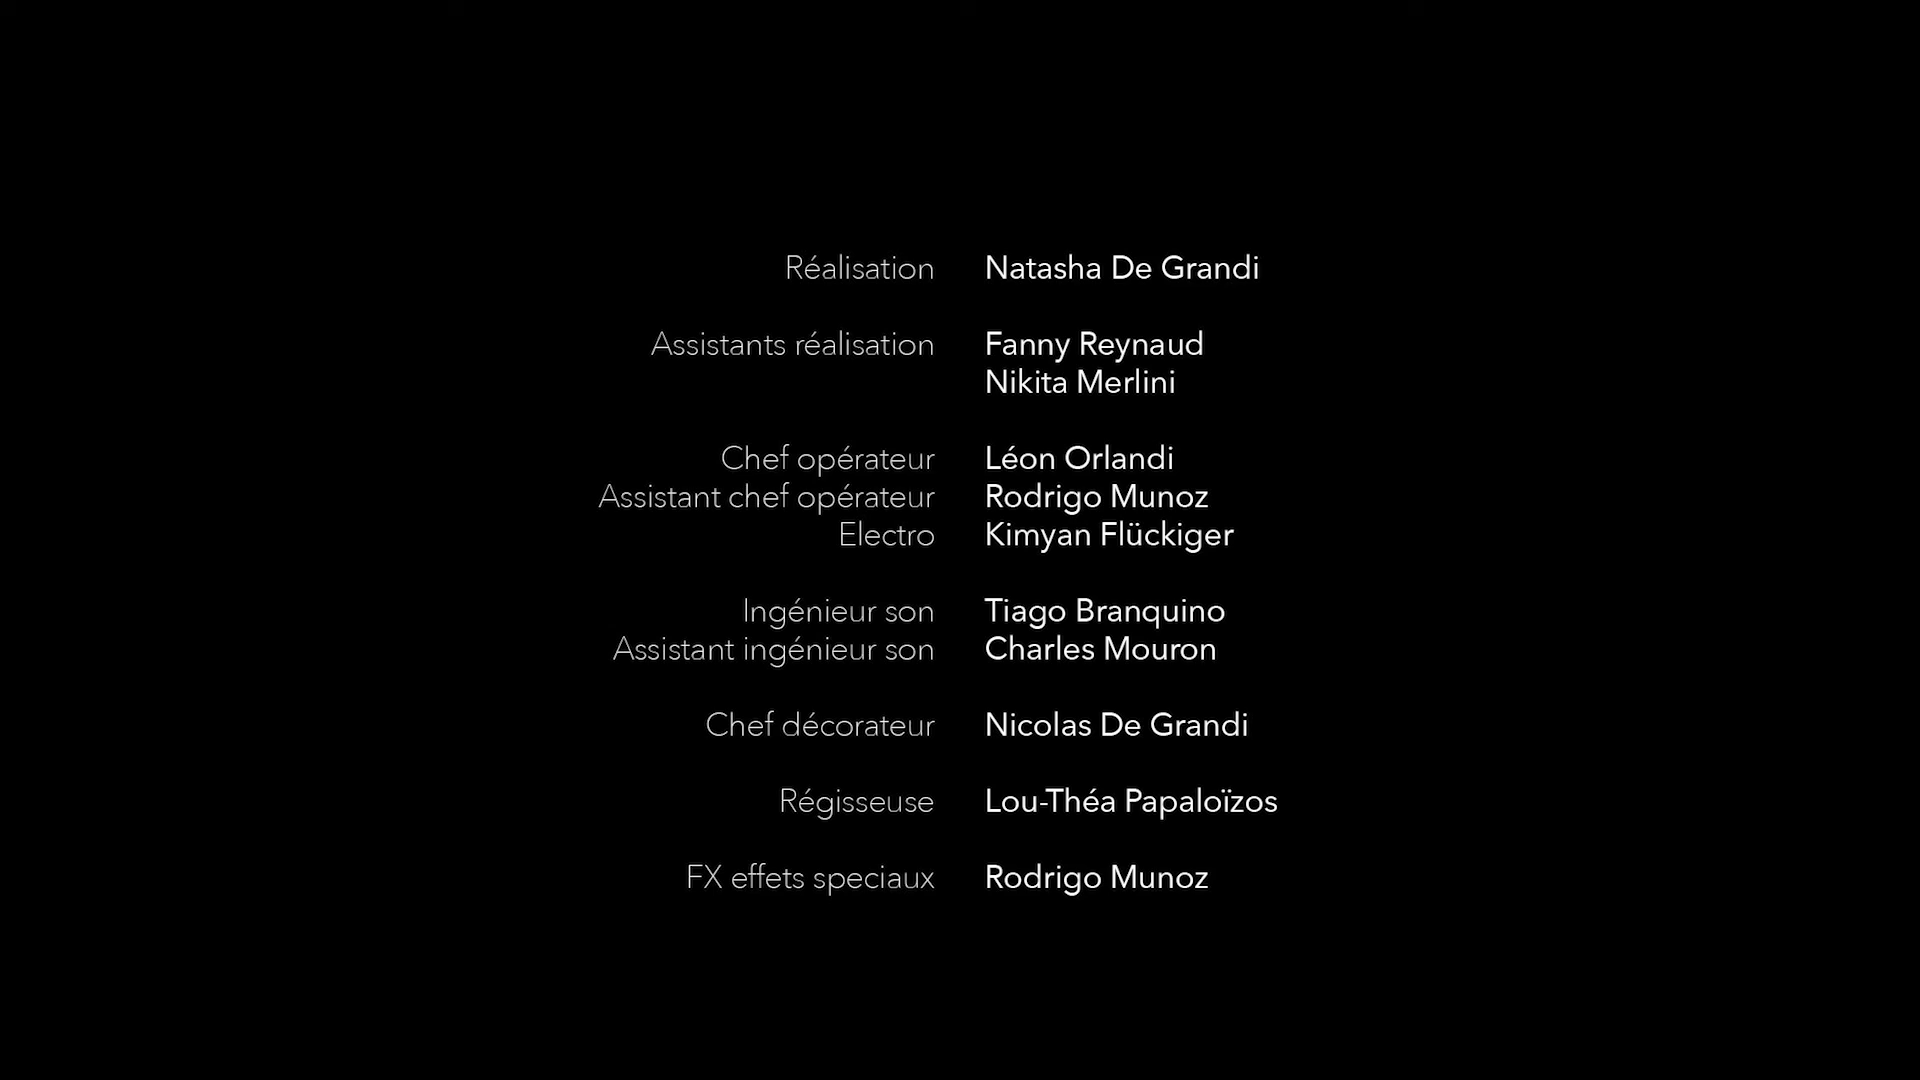 Réalisation Natasha De Grandi
Assistants réalisation Fanny Reynaud
Nikita Merlini
Chef opérateur Léon Orlandi
Assistant chef opérateur Rodrigo Munoz
Electro Kimyan Flückiger
Ingénieur son Tiago Branquino
Assistant ingénieur son Charles Mouron
Chef décorateur Nicolas De Grandi
Régisseuse Lou-Théa Papaloïzos
FX effets speciaux Rodrigo Munoz